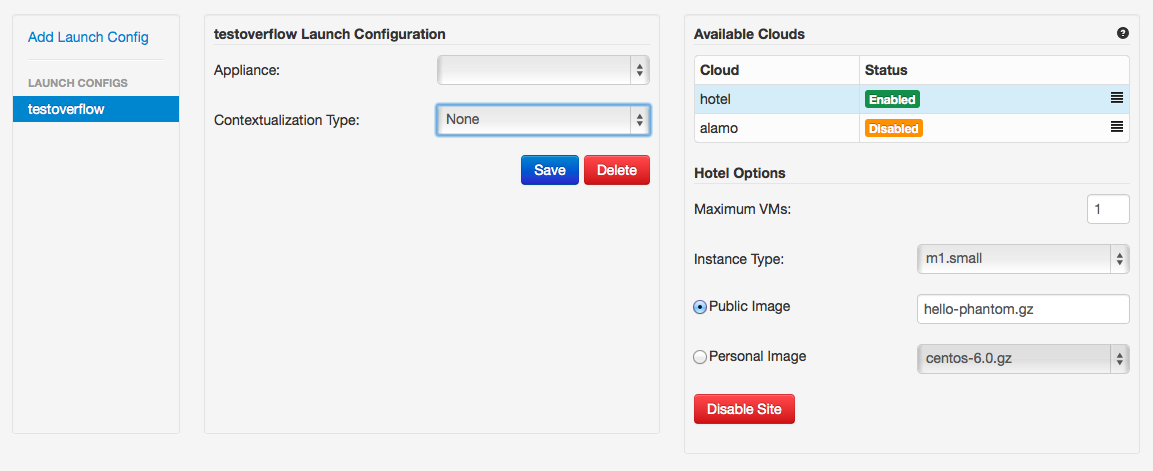 Add Launch Config
LAUNCH CONFIGS
testoverflow
testoverflow Launch Configuration
Appliance:
Contextualization Type: None
Save Delete
Available Clouds ?
Cloud Status
hotel Enabled
alamo Disabled
Hotel Options
Maximum VMs: 1
Instance Type: m1.small
Public Image hello-phantom.gz
Personal Image centos-6.0.gz
Disable Site